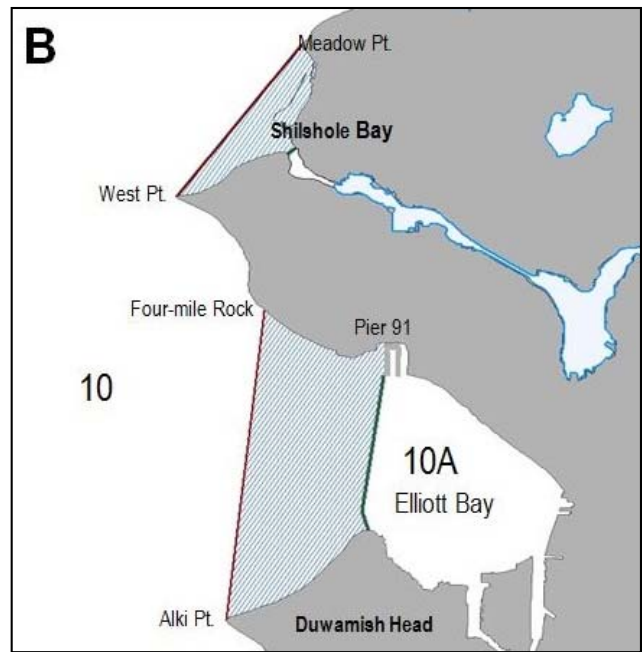 B
Meadow Pt.
Shilshole Bay
West Pt.
Four-mile Rock
Pier 91
10
10A
Elliott Bay
Alki Pt.
Duwamish Head